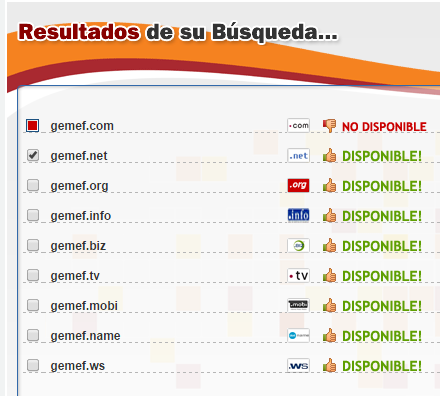 Resultados de su Búsqueda...
gemef.com .com NO DISPONIBLE
gemef.net .net DISPONIBLE!
gemef.org .org DISPONIBLE!
gemef.info .info DISPONIBLE!
gemef.biz DISPONIBLE!
gemef.tv .tv DISPONIBLE!
gemef.mobi .mobi DISPONIBLE!
gemef.name DISPONIBLE!
gemef.ws .ws DISPONIBLE!